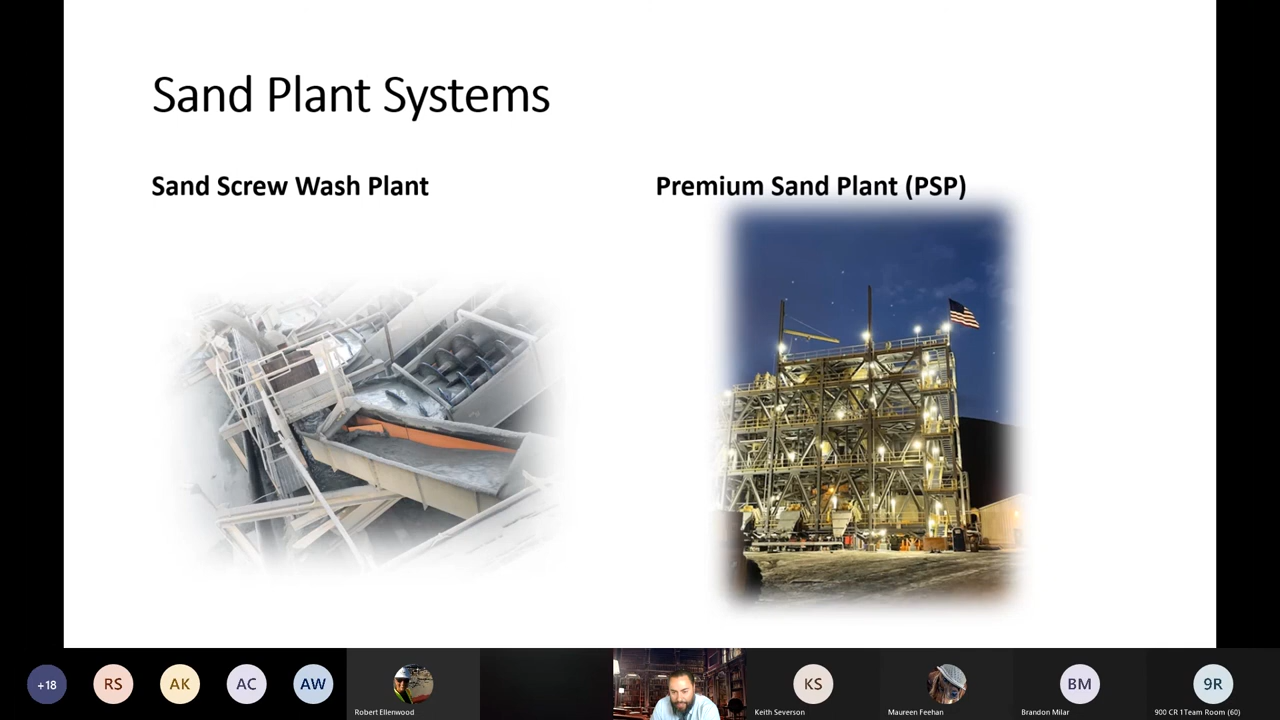 Sand Plant Systems
Sand Screw Wash Plant
Premium Sand Plant (PSP)
+18
RS
AK
AC
AW
KS
BM
9R
Robert Ellenwood
Keith Severson
Maureen Feehan
Brandon Milar
900 CR 1Team Room (60)